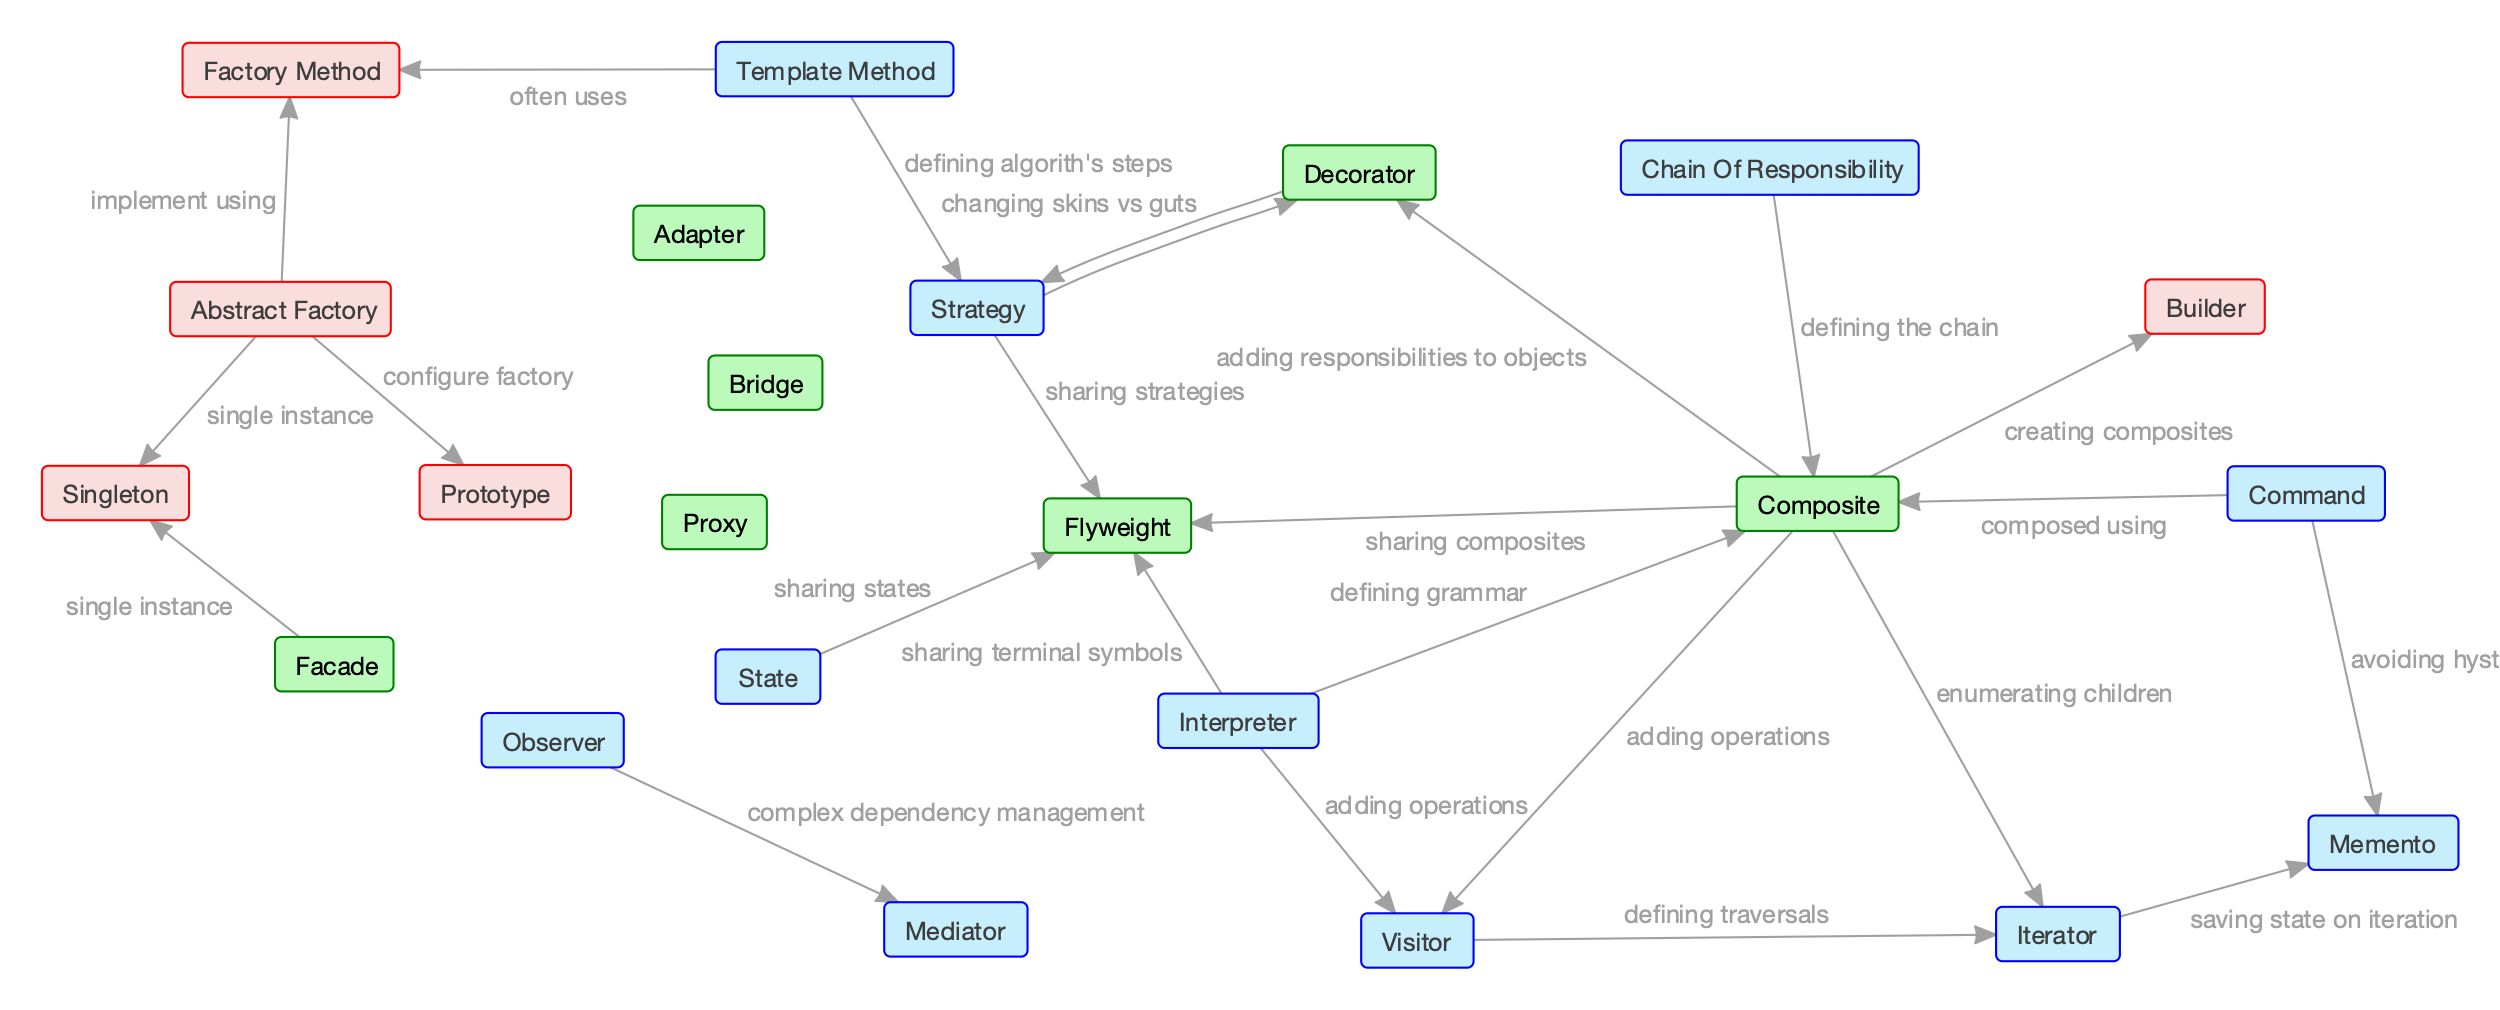 Factory Method
Template Method
often uses
defining algorith's steps
Decorator
Chain Of Responsibility
implement using
changing skins vs guts
Adapter
Abstract Factory
Strategy
Builder
defining the chain
adding responsibilities to objects
configure factory
Bridge
sharing strategies
single instance
creating composites
Singleton
Prototype
Command
Composite
Proxy
Flyweight
composed using
sharing composites
sharing states
defining grammar
single instance
sharing terminal symbols
avoiding hyst
Facade
State
enumerating children
Interpreter
Observer
adding operations
adding operations
complex dependency management
Memento
defining traversals
saving state on iteration
Mediator
Visitor
Iterator